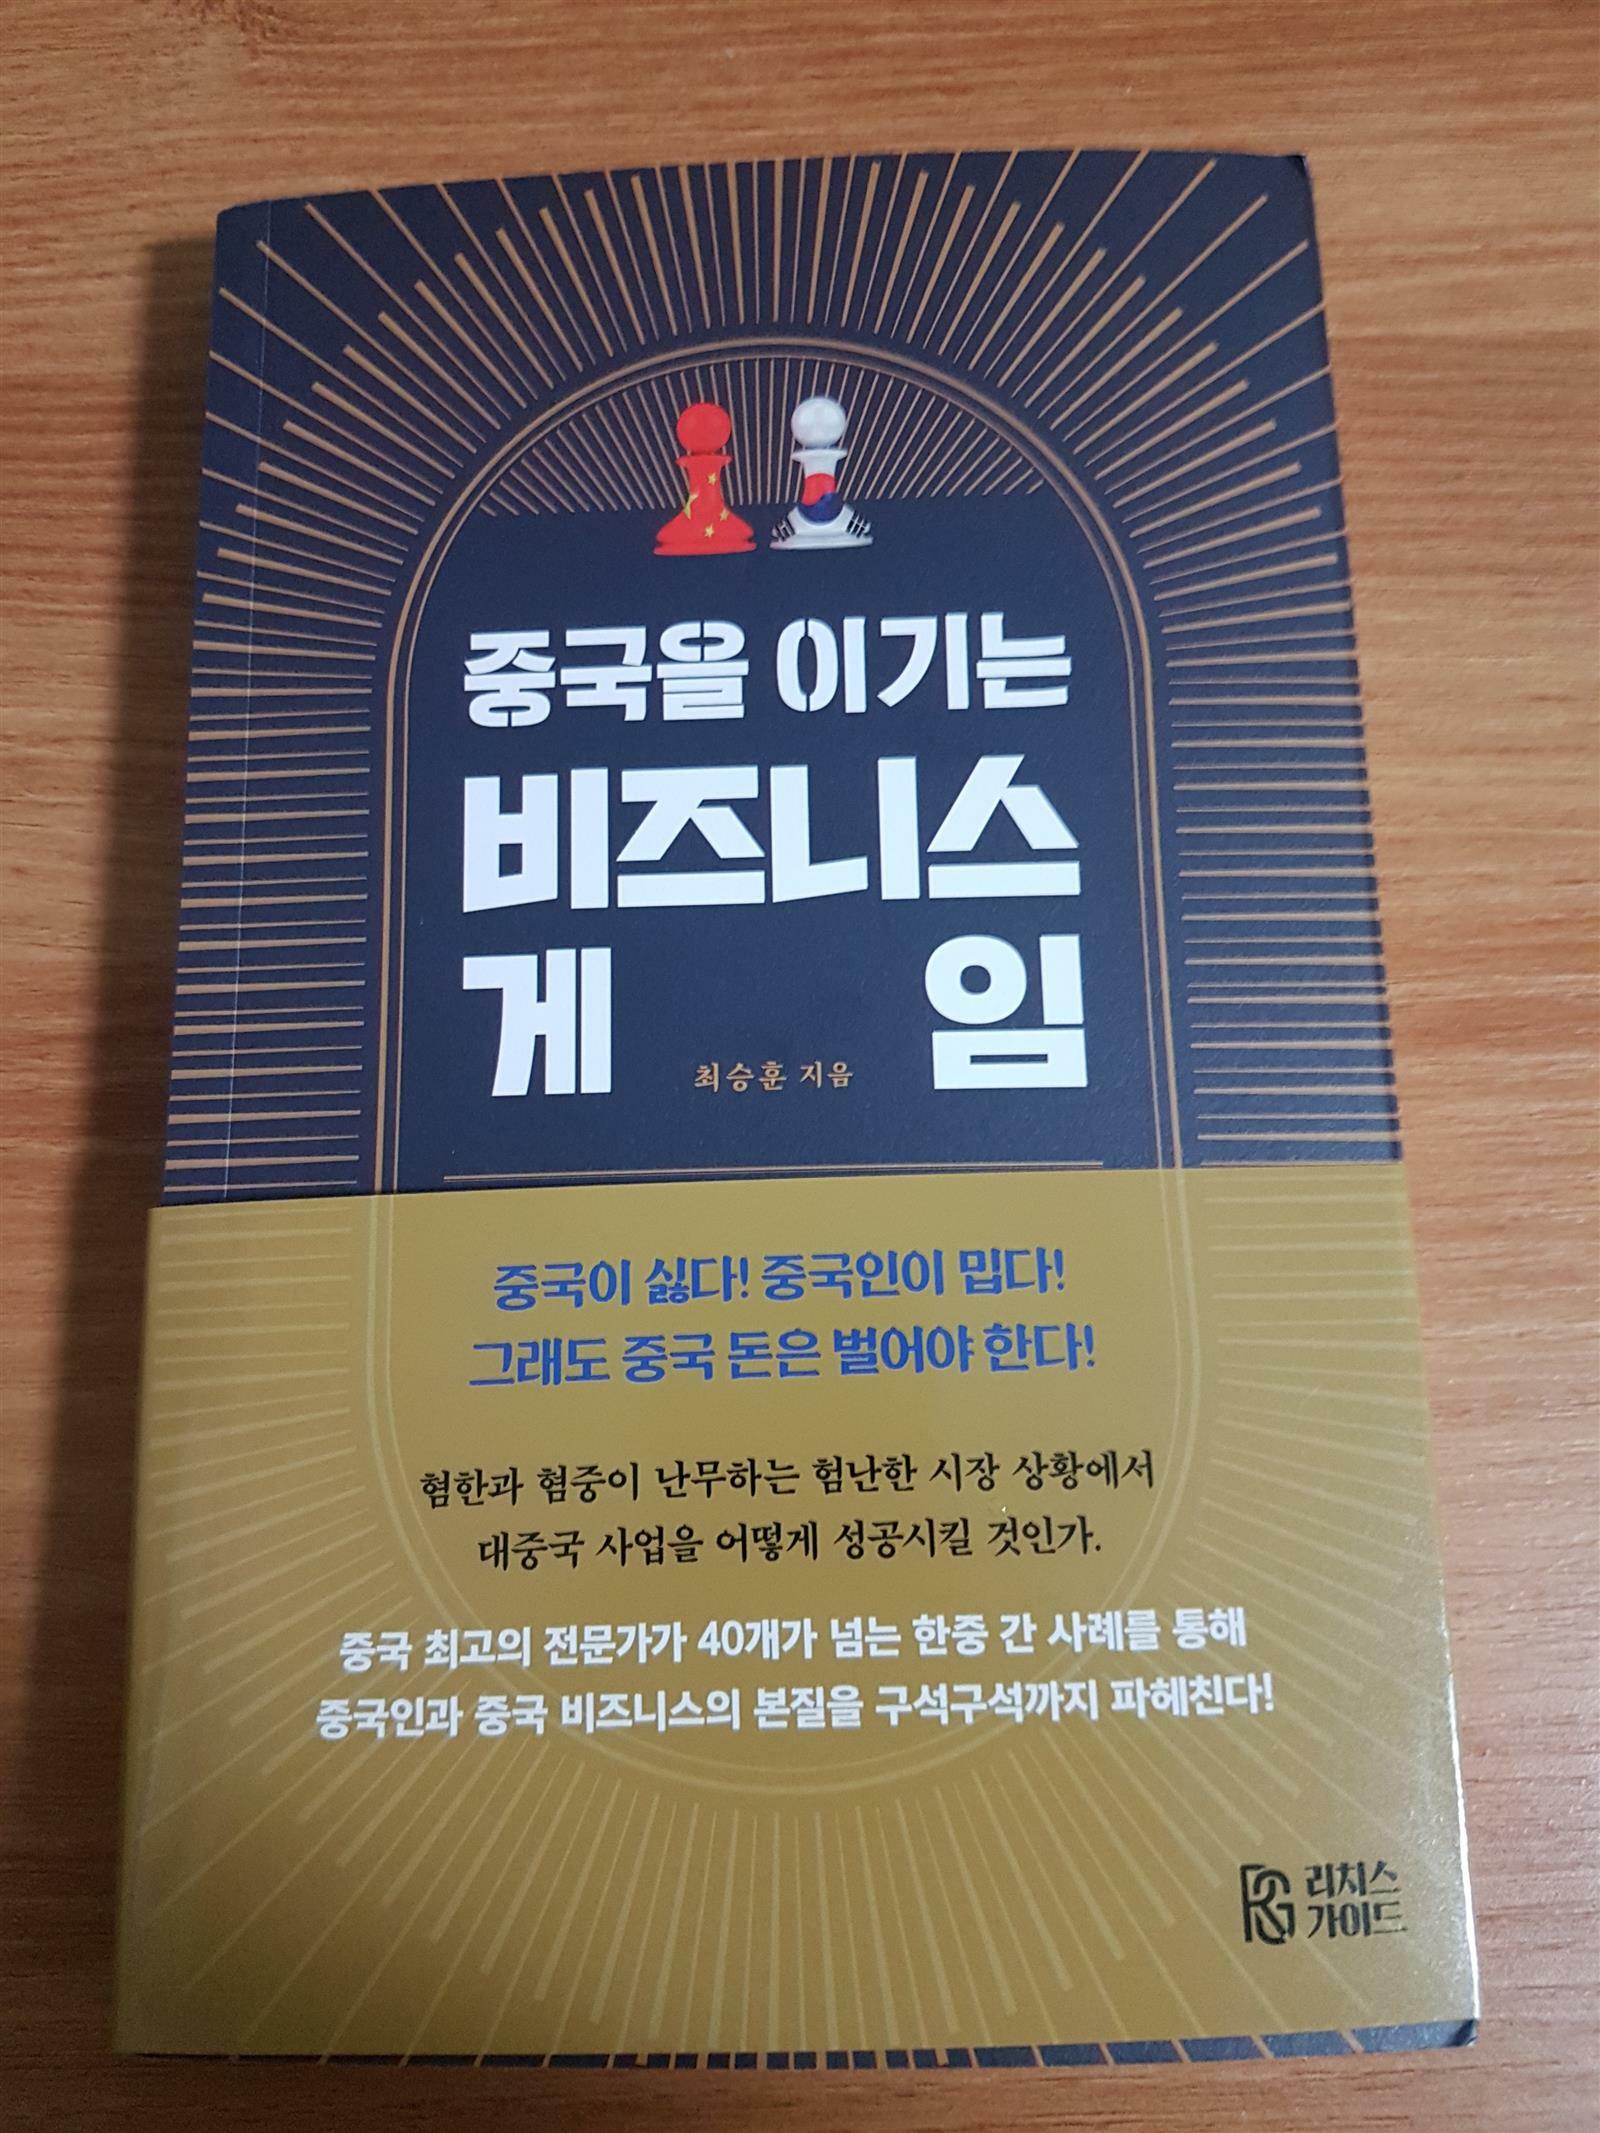 중국을 이기는
비즈니스
게임
최승훈 지음
중국이 싫다! 중국인이 밉다!
그래도 중국 돈은 벌어야 한다!
혐한과 혐중이 난무하는 험난한 시장 상황에서
대중국 사업을 어떻게 성공시킬 것인가.
중국 최고의 전문가가 40개가 넘는 한중 간 사례를 통해
중국인과 중국 비즈니스의 본질을 구석구석까지 파헤친다!
RG 리치스
가이드